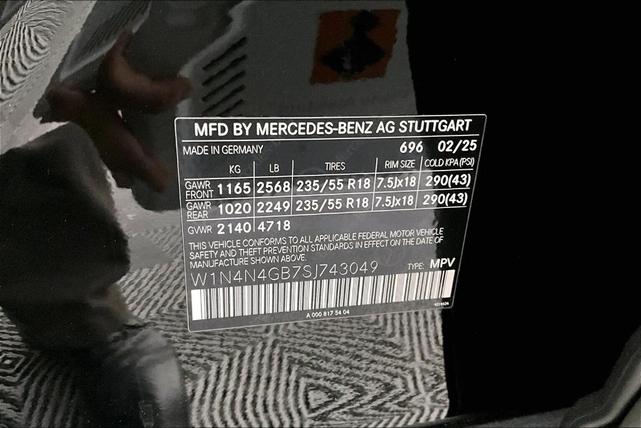 MFD BY MERCEDES-BENZ AG STUTTGART
MADE IN GERMANY 696 02/25
KG LB TIRES RIM SIZE COLD KPA(PSI)
GAWR FRONT 1165 2568 235/55 R18 7.5Jx18 290(43)
GAWR REAR 1020 2249 235/55 R18 7.5Jx18 290(43)
GVWR 2140 4718
THIS VEHICLE CONFORMS TO ALL APPLICABLE FEDERAL MOTOR VEHICLE
SAFETY AND THEFT PREVENTION STANDARDS IN EFFECT ON THE DATE OF
MANUFACTURE SHOWN ABOVE.
W1N4N4GB7SJ743049 TYPE: MPV
A 000 817 54 04